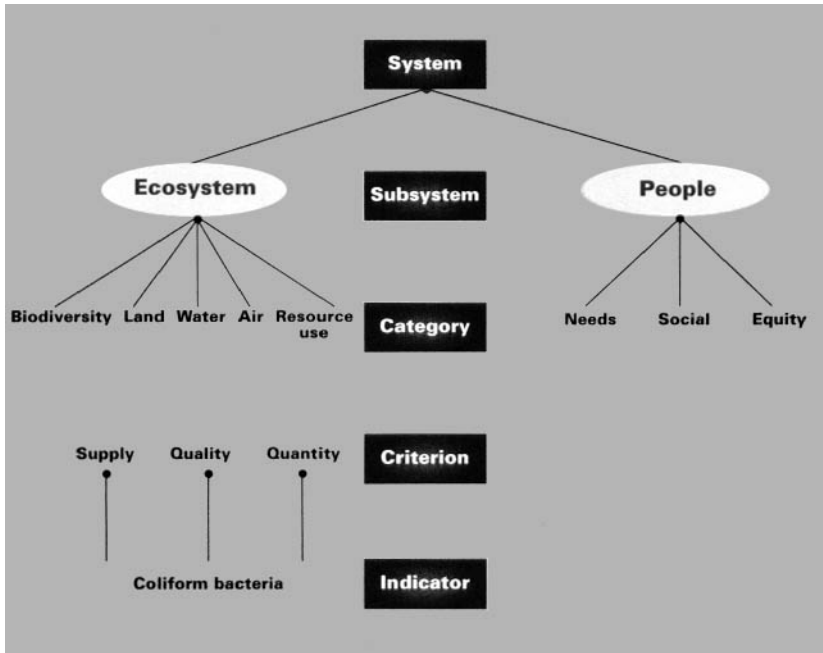 System
Ecosystem
Subsystem
People
Biodiversity Land Water Air Resource
use
Category
Needs Social Equity
Supply Quality Quantity
Criterion
Coliform bacteria
Indicator